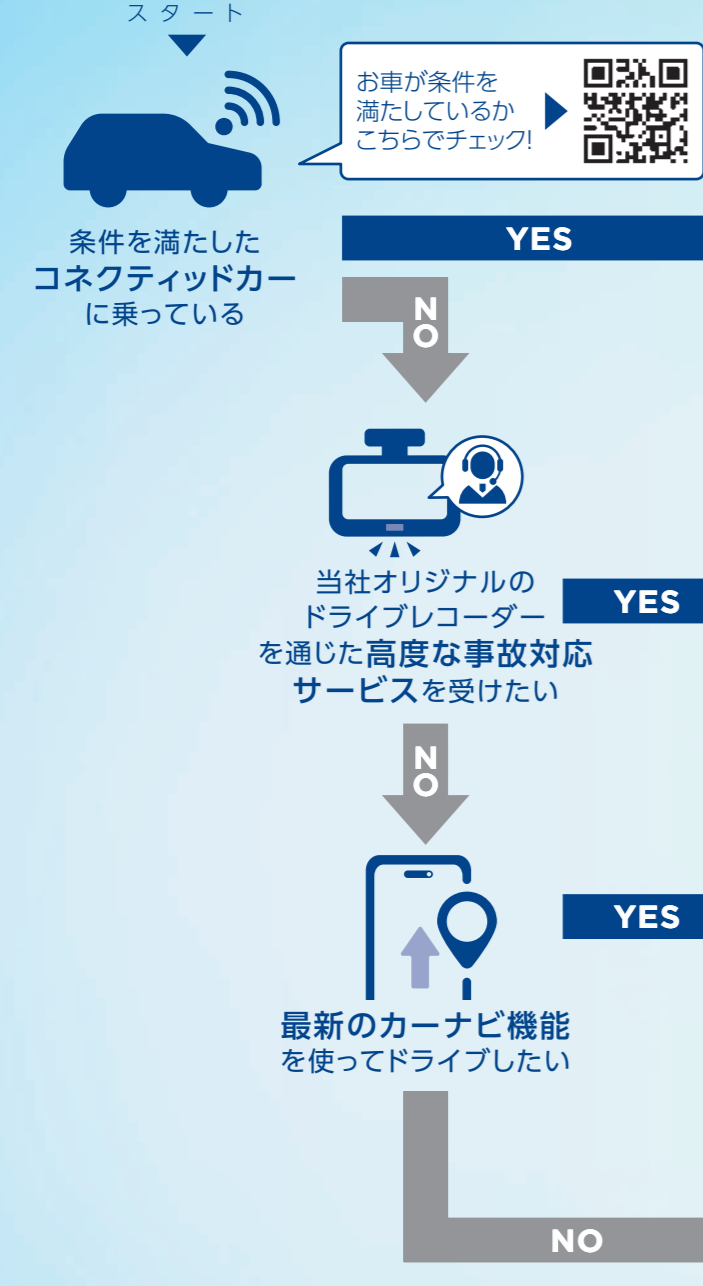 スタート
お車が条件を
満たしているか
こちらでチェック!
条件を満たした
コネクティッドカー
に乗っている
YES
NO
当社オリジナルの
ドライブレコーダー
を通じた高度な事故対応
サービスを受けたい
YES
NO
最新のカーナビ機能
を使ってドライブしたい
YES
NO